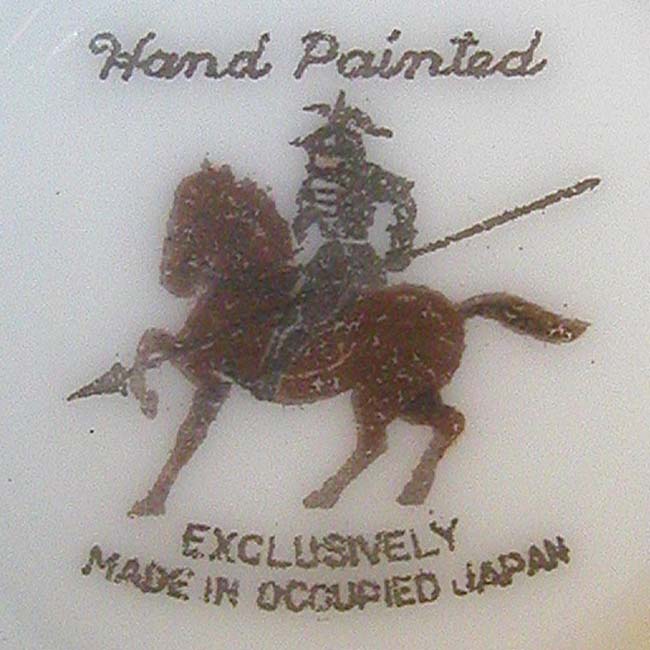 Hand Painted
EXCLUSIVELY
MADE IN OCCUPIED JAPAN